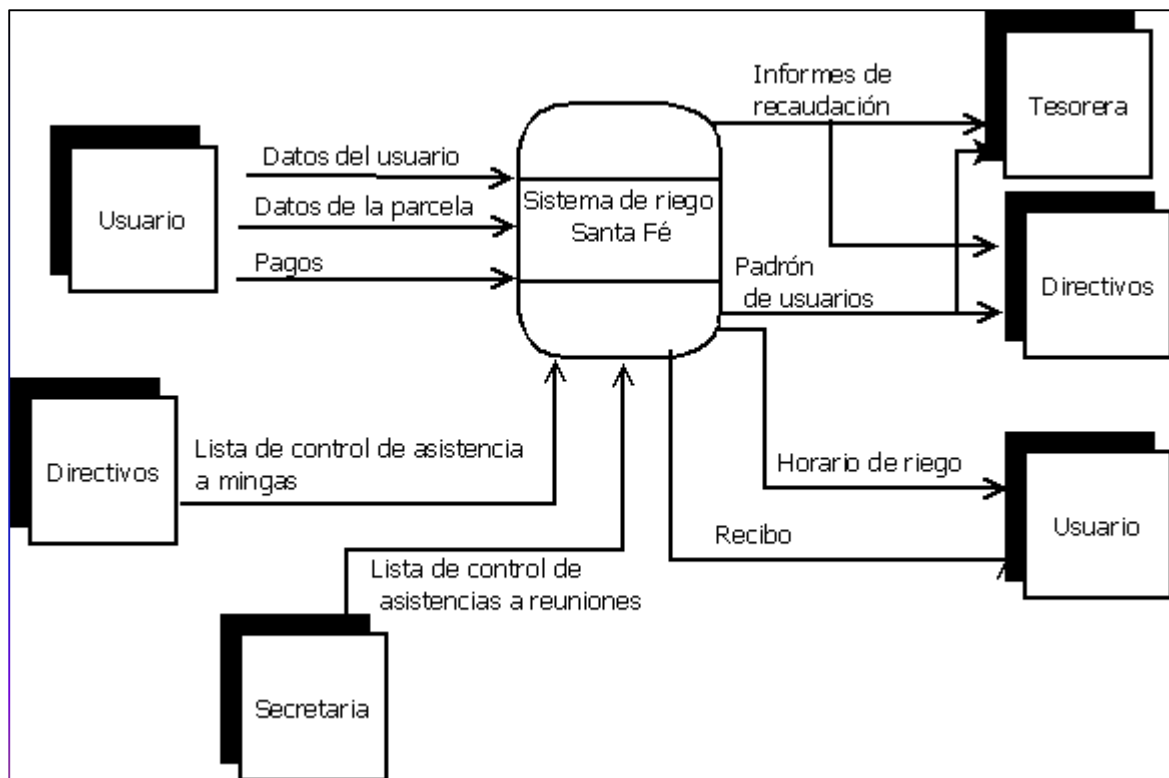 Informes de
recaudación
Tesorera
Datos del usuario
Usuario
Datos de la parcela
Sistema de riego
Santa Fé
Pagos
Padrón
de usuarios
Directivos
Directivos
Lista de control de asistencia
a mingas
Horario de riego
Usuario
Recibo
Lista de control de
asistencias a reuniones
Secretaria